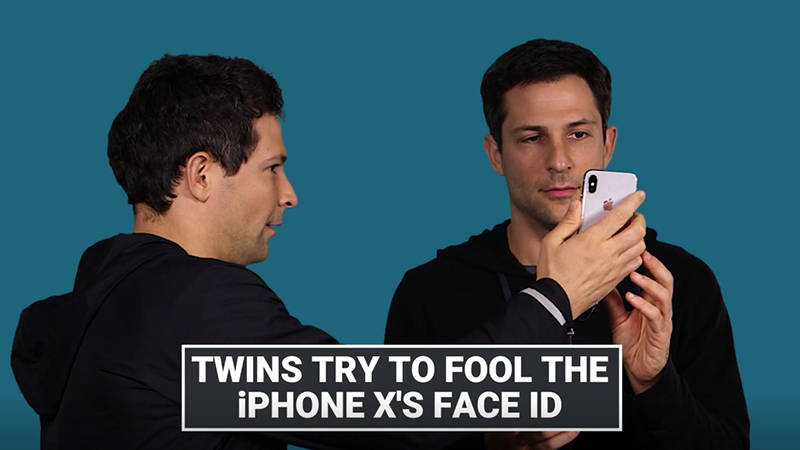 TWINS TRY TO FOOL THE
iPHONE X'S FACE ID